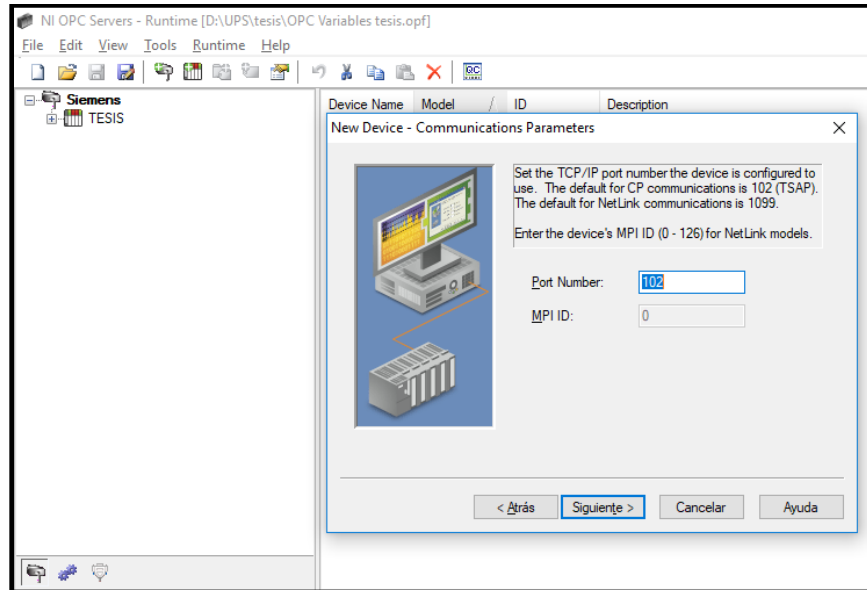 NI OPC Servers - Runtime [D:\UPS\tesis\OPC Variables tesis.opf]
File Edit View Tools Runtime Help
Siemens
TESIS
Device Name Model / ID Description
New Device - Communications Parameters
Set the TCP/IP port number the device is configured to
use. The default for CP communications is 102 (TSAP).
The default for NetLink communications is 1099.
Enter the device's MPI ID (0 - 126) for NetLink models.
Port Number: 102
MPI ID: 0
< Atrás Siguiente > Cancelar Ayuda